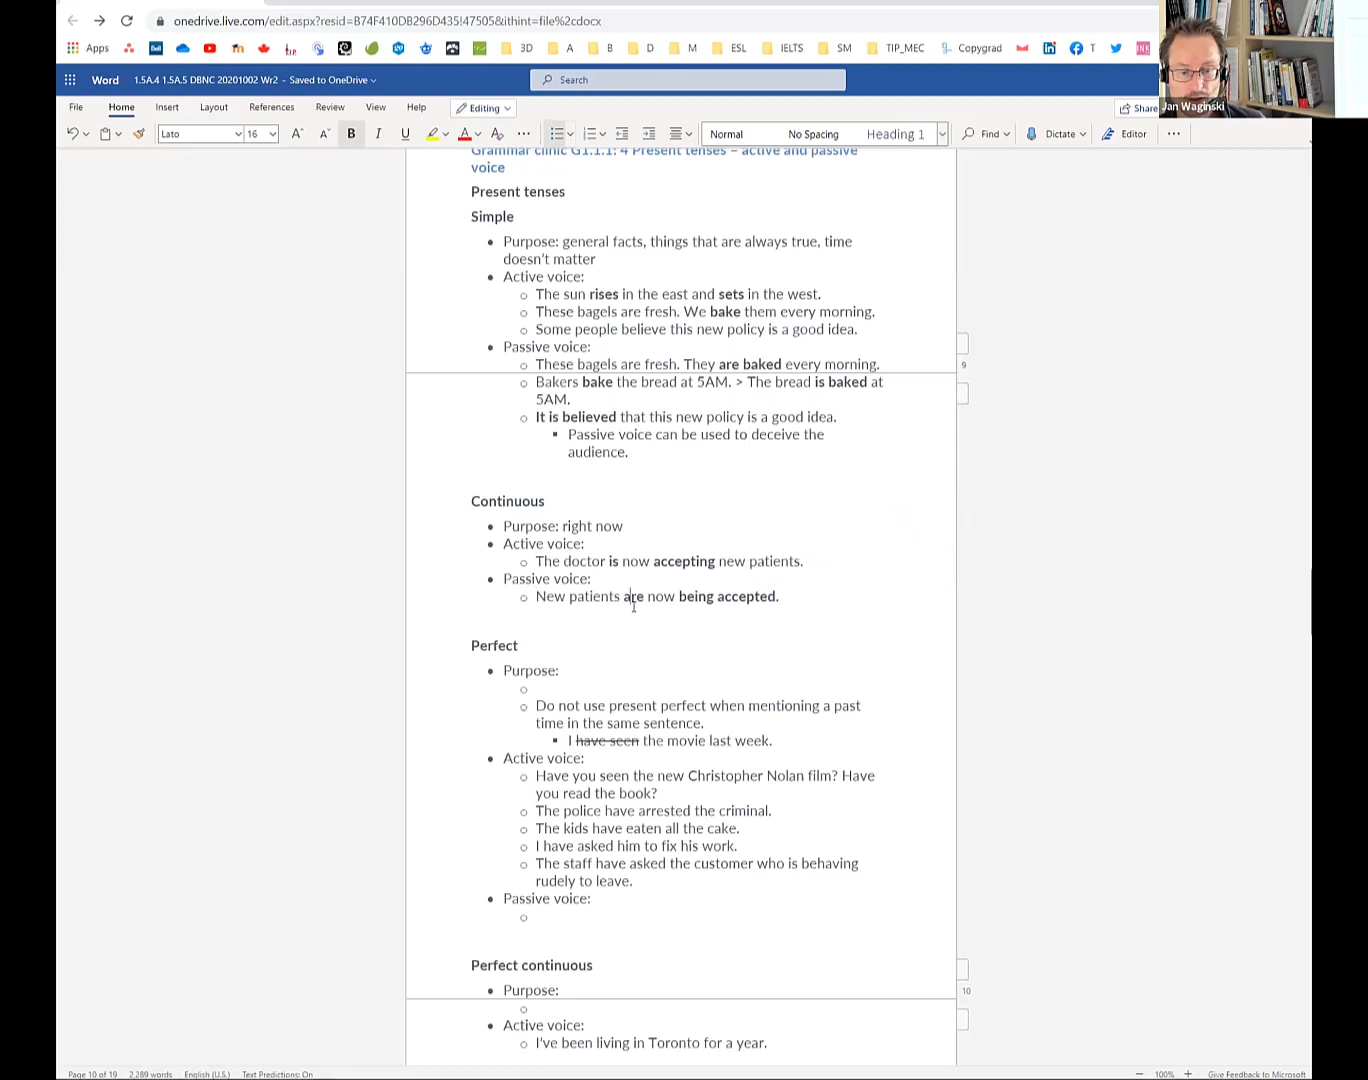 onedrive.live.com/edit.aspx?resid=B74F410DB296D435!47505&ithint=file%2cdocx
Apps 3D A B D M ESL IELTS SM TIP_MEC Copygrad T
Word 1.5A.4 1.5A.5 DBNC 20201002 Wr2 - Saved to OneDrive Search
File Home Insert Layout References Review View Help Editing Share Jan Waginski
Lato 16 B I U A Normal No Spacing Heading 1 Find Dictate Editor
Grammar clinic G1.1.1: 4 Present tenses – active and passive
voice
Present tenses
Simple
• Purpose: general facts, things that are always true, time
doesn't matter
• Active voice:
o The sun rises in the east and sets in the west.
o These bagels are fresh. We bake them every morning.
o Some people believe this new policy is a good idea.
• Passive voice:
o These bagels are fresh. They are baked every morning.
9
o Bakers bake the bread at 5AM. > The bread is baked at
5AM.
o It is believed that this new policy is a good idea.
▪ Passive voice can be used to deceive the
audience.
Continuous
• Purpose: right now
• Active voice:
o The doctor is now accepting new patients.
• Passive voice:
o New patients are now being accepted.
Perfect
• Purpose:
o
o Do not use present perfect when mentioning a past
time in the same sentence.
▪ I have seen the movie last week.
• Active voice:
o Have you seen the new Christopher Nolan film? Have
you read the book?
o The police have arrested the criminal.
o The kids have eaten all the cake.
o I have asked him to fix his work.
o The staff have asked the customer who is behaving
rudely to leave.
• Passive voice:
o
Perfect continuous
• Purpose:
10
o
• Active voice:
o I've been living in Toronto for a year.
Page 10 of 19 2,289 words English (U.S.) Text Predictions: On 100% Give Feedback to Microsoft